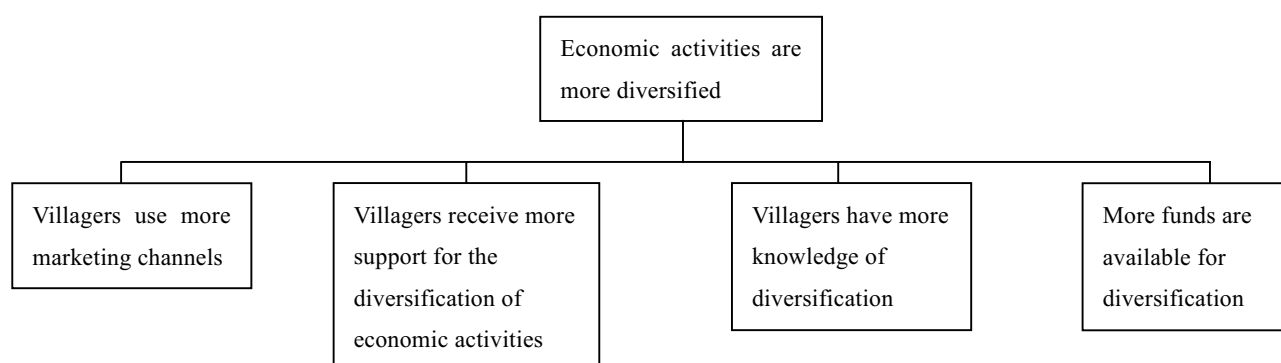 Economic activities are
more diversified
Villagers use more
marketing channels
Villagers receive more
support for the
diversification of
economic activities
Villagers have more
knowledge of
diversification
More funds are
available for
diversification